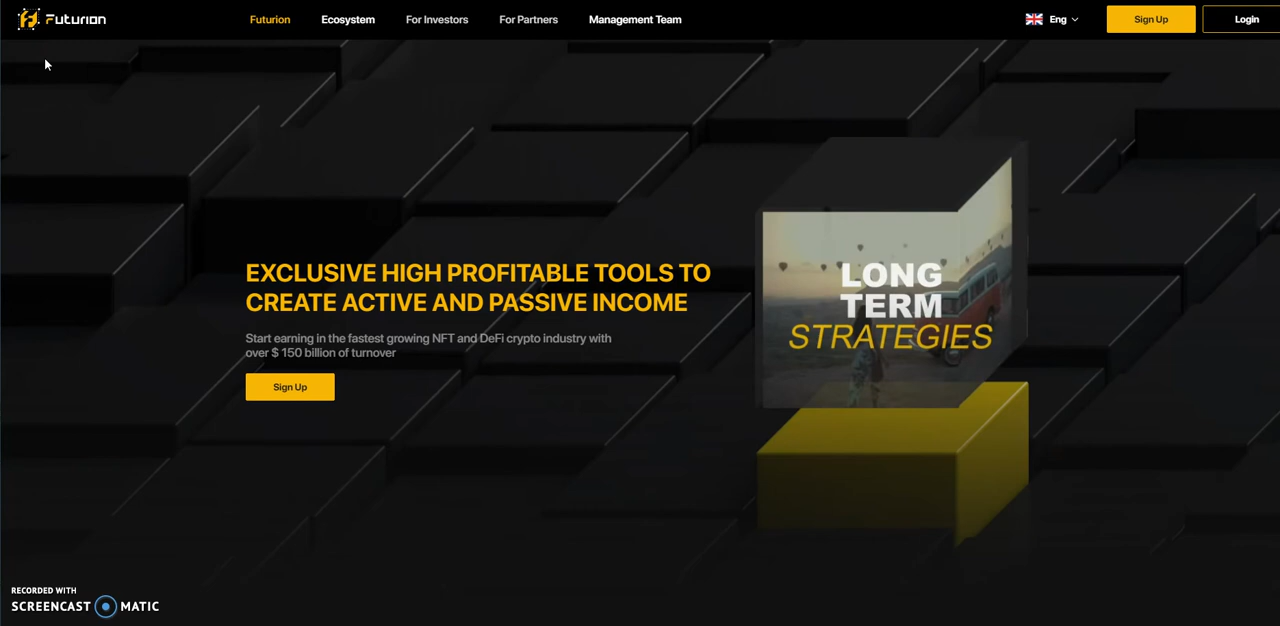 Futurion
Futurion Ecosystem For Investors For Partners Management Team
Eng Sign Up Login
EXCLUSIVE HIGH PROFITABLE TOOLS TO
CREATE ACTIVE AND PASSIVE INCOME
Start earning in the fastest growing NFT and DeFi crypto industry with
over $ 150 billion of turnover
Sign Up
LONG
TERM
STRATEGIES
RECORDED WITH
SCREENCAST MATIC